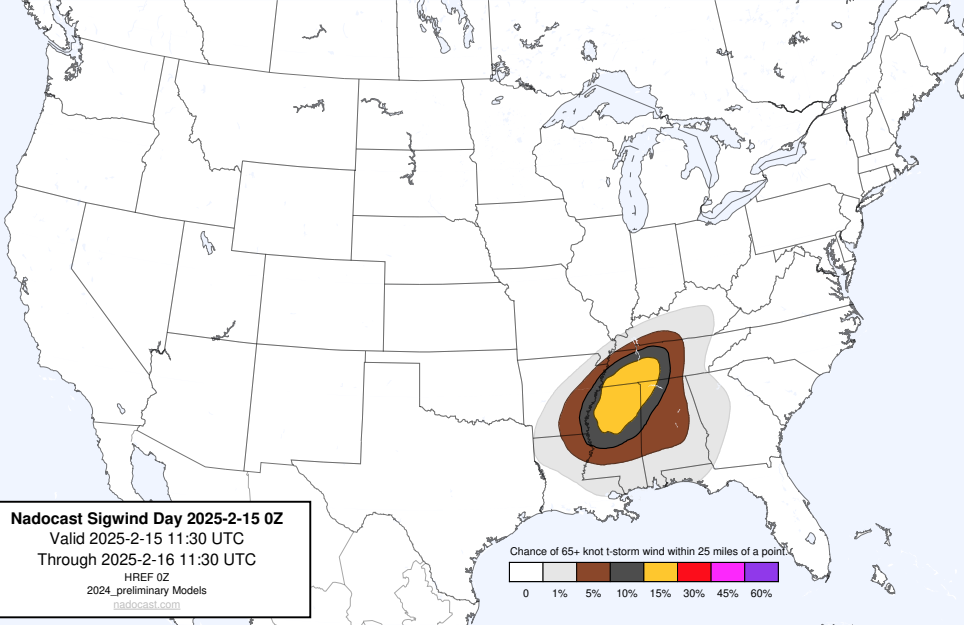 Nadocast Sigwind Day 2025-2-15 0Z
Valid 2025-2-15 11:30 UTC
Through 2025-2-16 11:30 UTC
HREF 0Z
2024_preliminary Models
nadocast.com
Chance of 65+ knot t-storm wind within 25 miles of a point.
0 1% 5% 10% 15% 30% 45% 60%